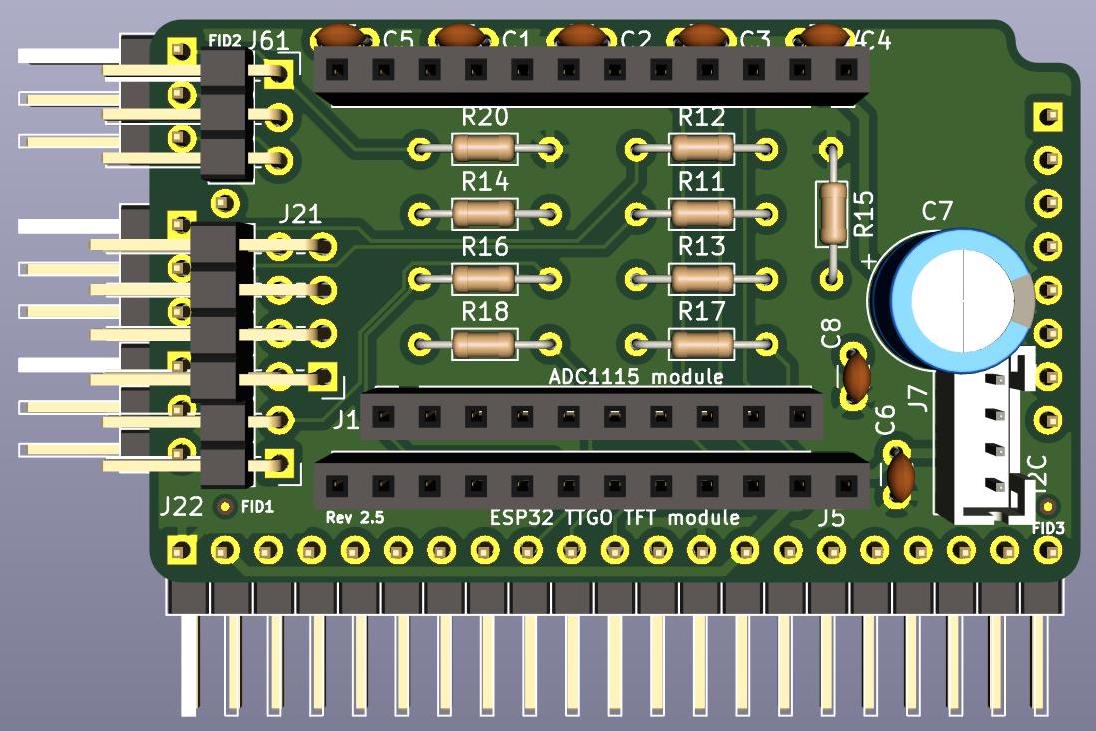 FID2 J61 C5 C1 C2 C3 C4
R20 R12
R14 R11
R15
J21 C7
+
R16 R13
R18 R17
C8
ADC1115 module
J7
J1
C6
I2C
J22 FID1
Rev 2.5 ESP32 TTGO TFT module J5
FID3